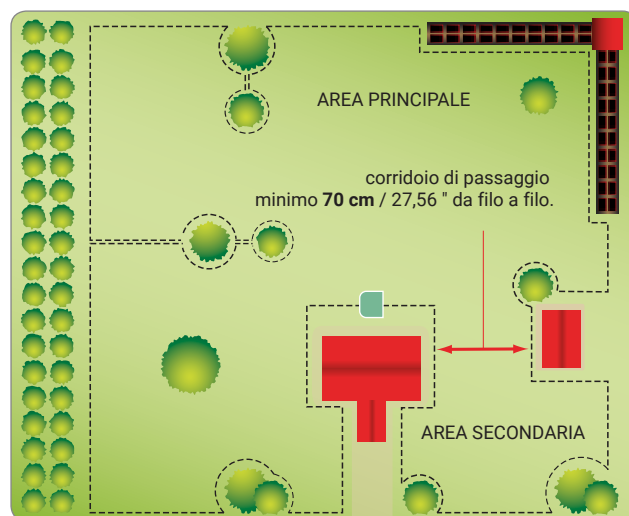 AREA PRINCIPALE
corridoio di passaggio
minimo 70 cm / 27,56 " da filo a filo.
AREA SECONDARIA